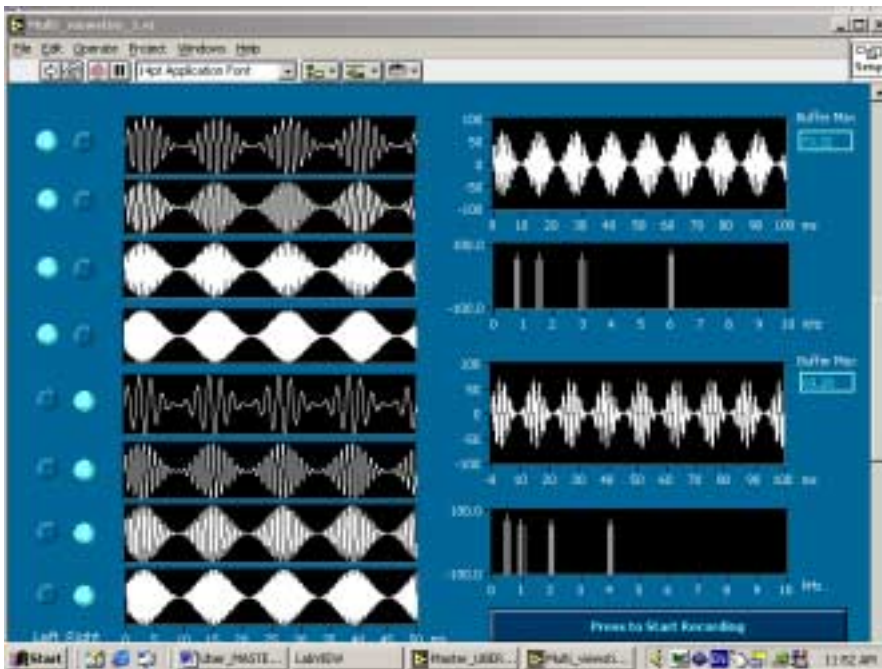 File Edit Operate Project Windows Help
14pt Application Font
Setup
100
50
0
-50
-100
0 10 20 30 40 50 60 70 80 90 100 ms
Buffer Max
100.0
-100.0
0 1 2 3 4 5 6 7 8 9 10 kHz
100
50
0
-50
-100
10 20 30 40 50 60 70 80 90 100 ms
Buffer Max
100.0
-100.0
0 1 2 3 4 5 6 7 8 9 10 kHz
Press to Start Recording
Left Right
0 5 10 15 20 25 30 35 40 45 50 ms
Start
LabVIEW
11:02 AM